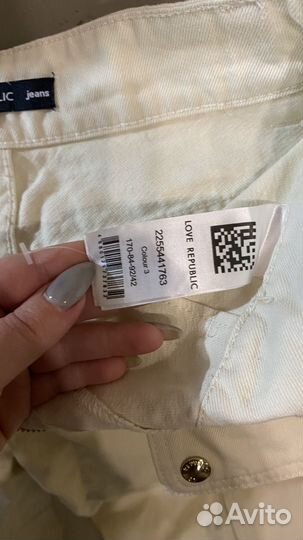 LIC jeans
LOVE REPUBLIC
2255441763
Colour 3
170-84-92/42
Avito